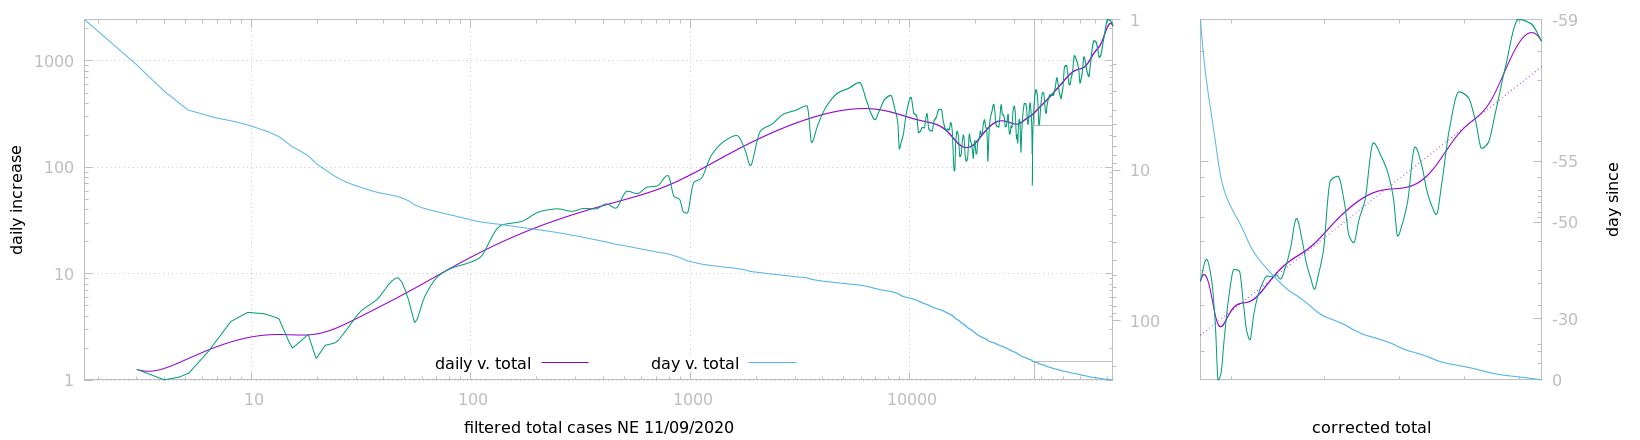 1000
100
10
1
daily increase
10
100
1000
10000
filtered total cases NE 11/09/2020
daily v. total
day v. total
1
10
100
-59
-55
-50
-30
0
day since
corrected total